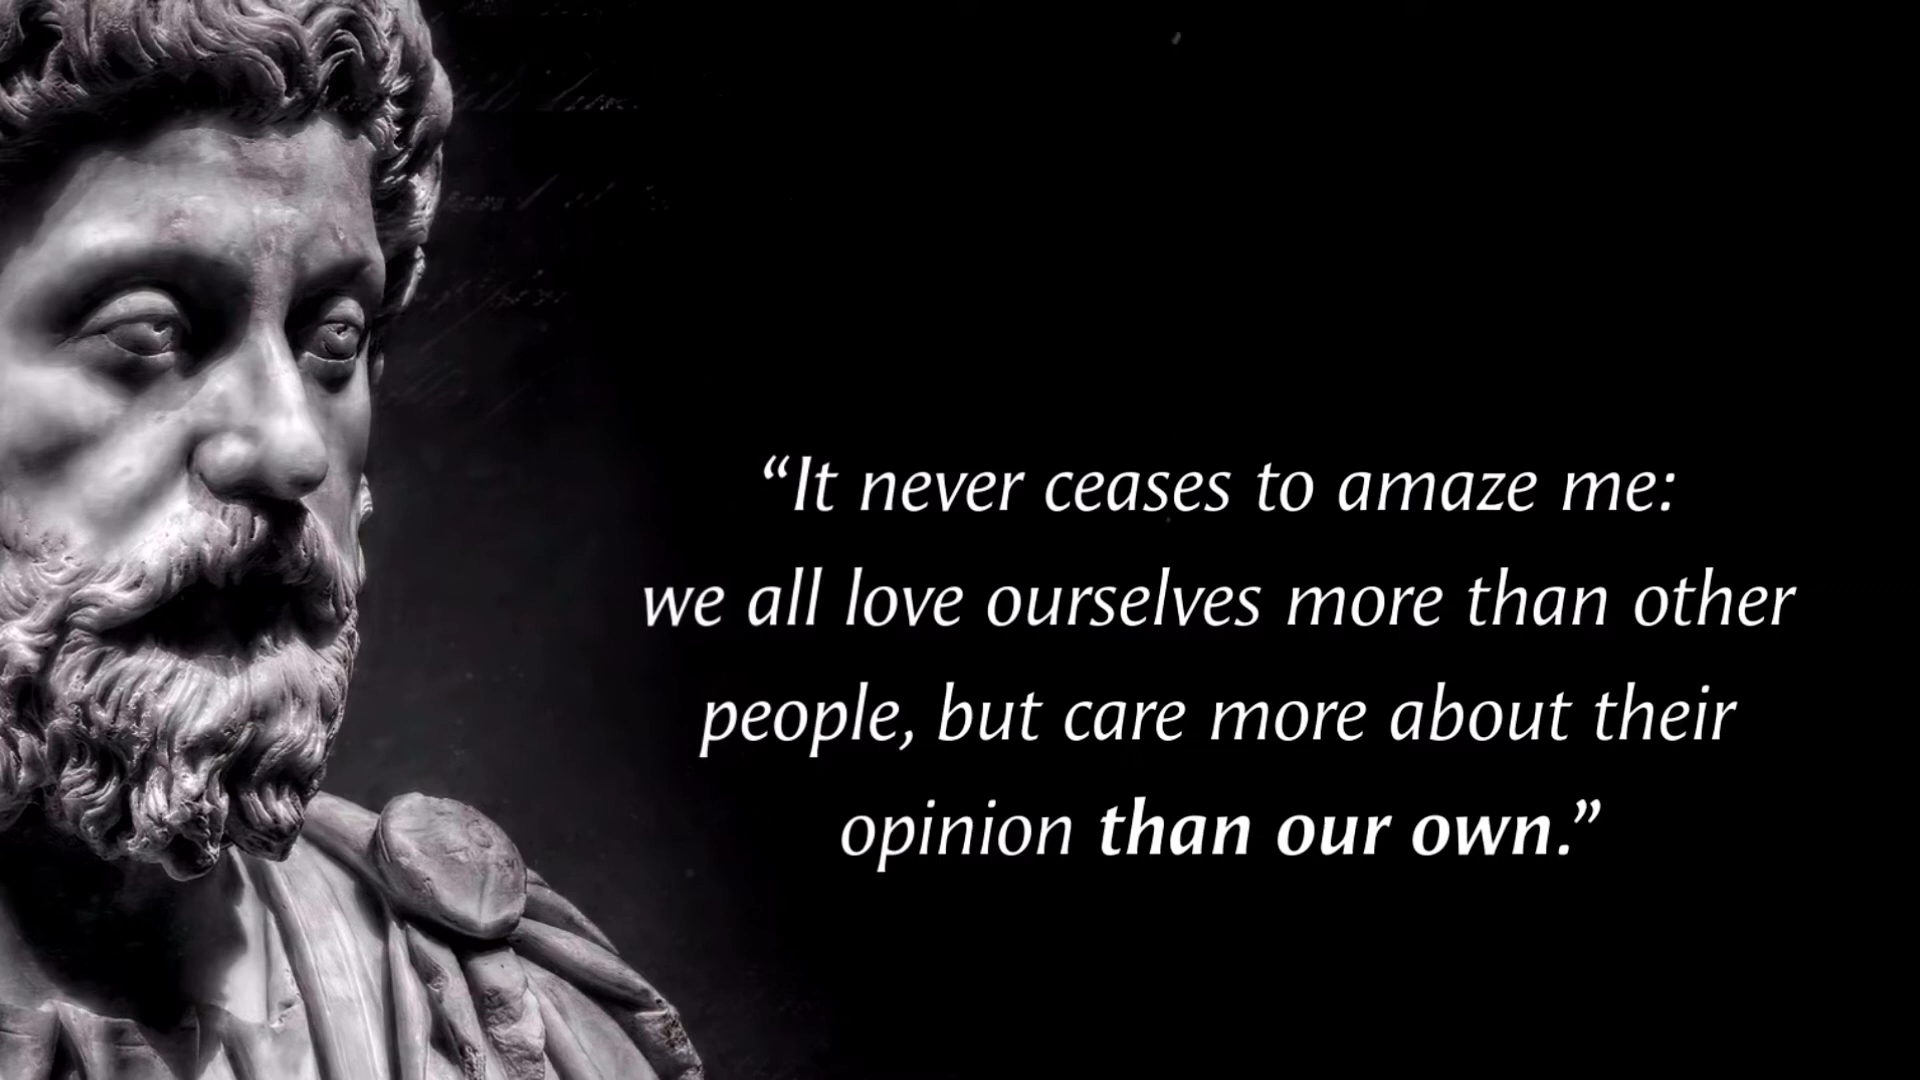 “It never ceases to amaze me:
we all love ourselves more than other
people, but care more about their
opinion than our own.”